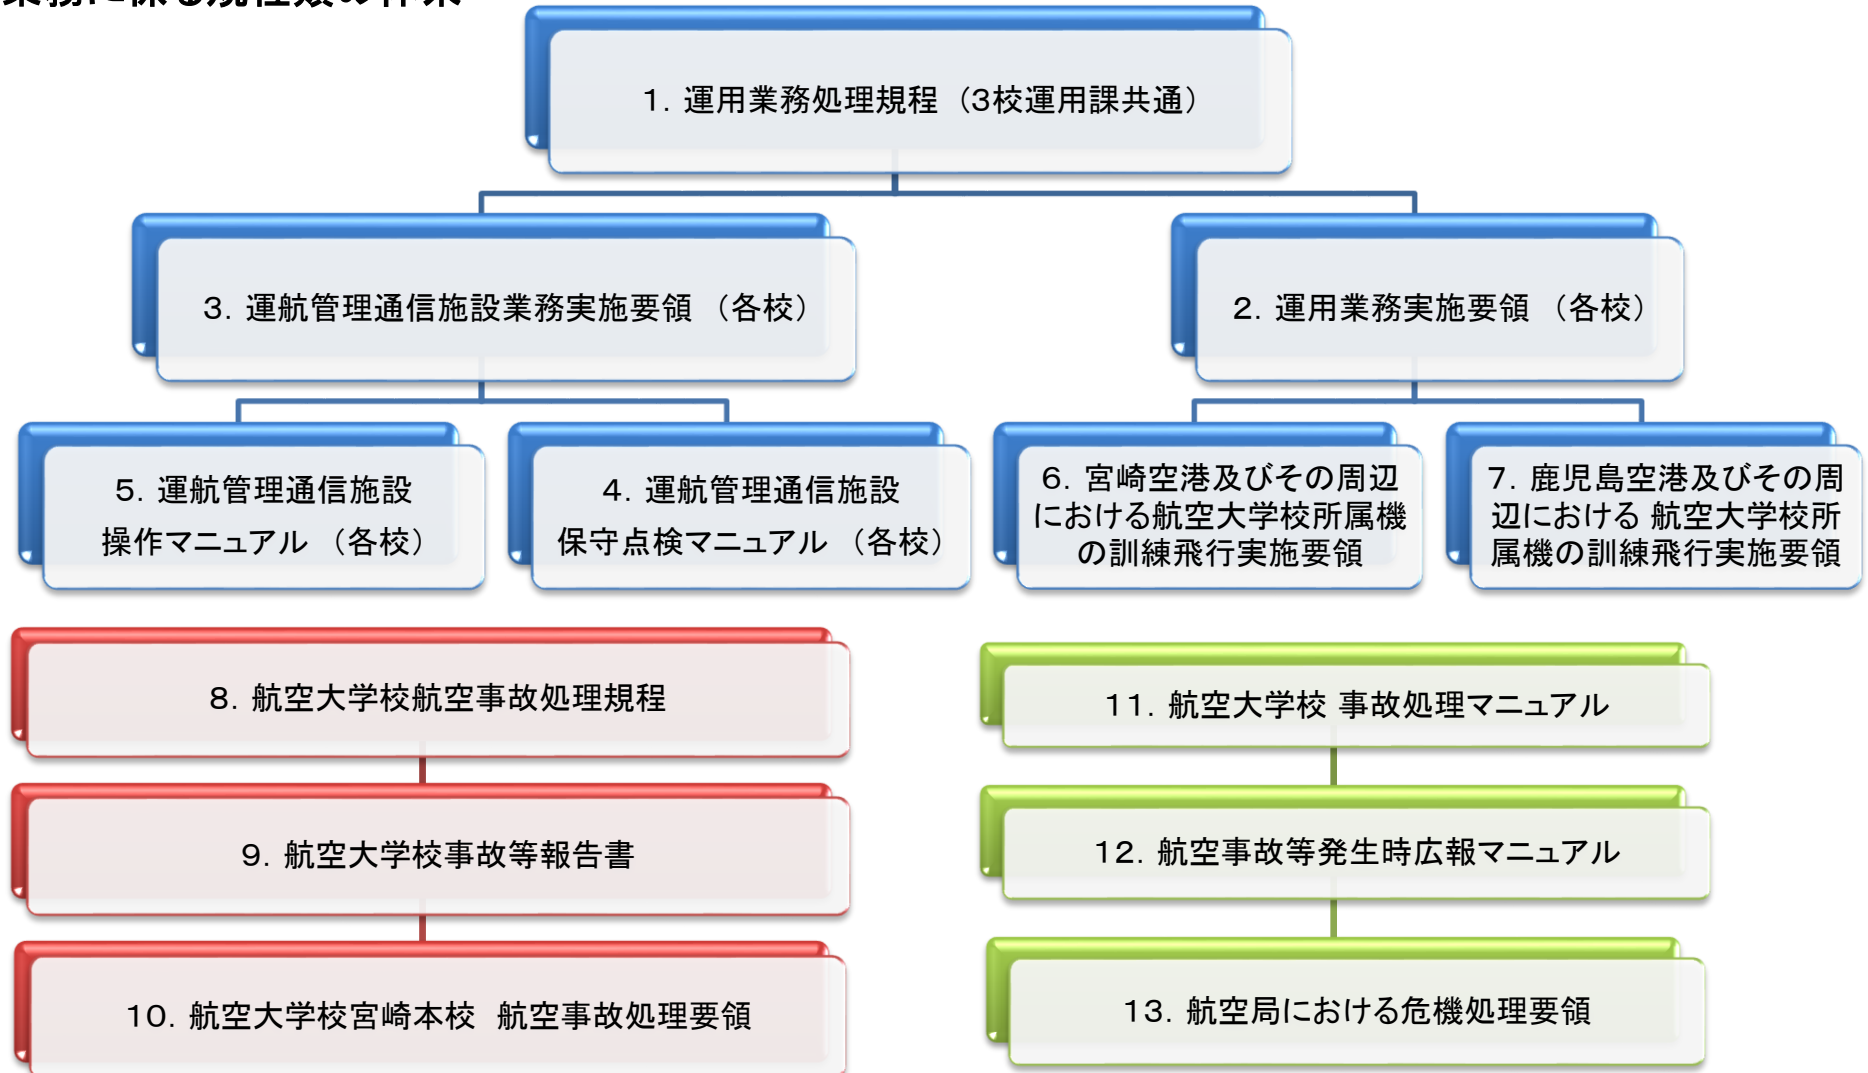 業務に係る規程類の体系
1．運用業務処理規程（3校運用課共通）
3．運航管理通信施設業務実施要領 （各校）
2．運用業務実施要領 （各校）
5．運航管理通信施設
操作マニュアル （各校）
4．運航管理通信施設
保守点検マニュアル （各校）
6．宮崎空港及びその周辺
における航空大学校所属機
の訓練飛行実施要領
7．鹿児島空港及びその周
辺における 航空大学校所
属機の訓練飛行実施要領
8．航空大学校航空事故処理規程
9．航空大学校事故等報告書
10．航空大学校宮崎本校 航空事故処理要領
11．航空大学校 事故処理マニュアル
12．航空事故等発生時広報マニュアル
13．航空局における危機処理要領